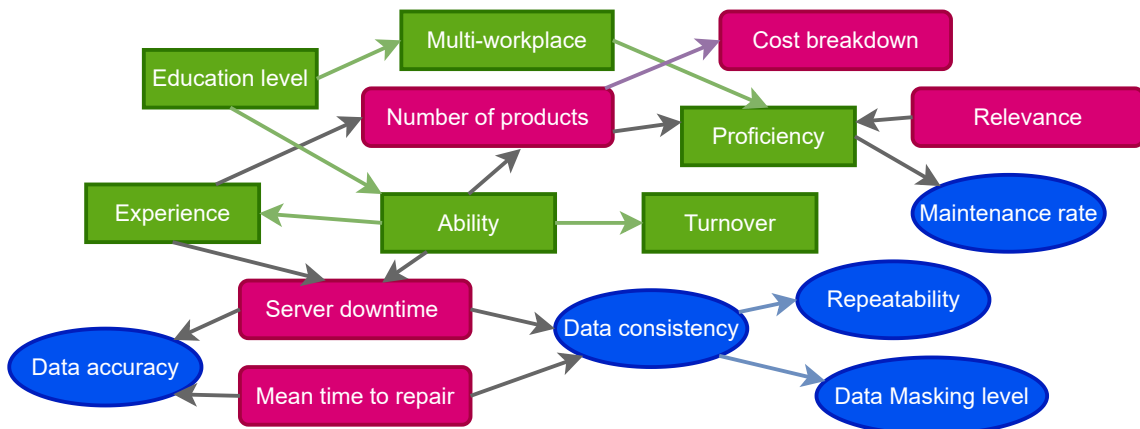 Multi-workplace
Cost breakdown
Education level
Number of products
Relevance
Proficiency
Experience
Ability
Turnover
Maintenance rate
Server downtime
Data consistency
Repeatability
Data accuracy
Mean time to repair
Data Masking level